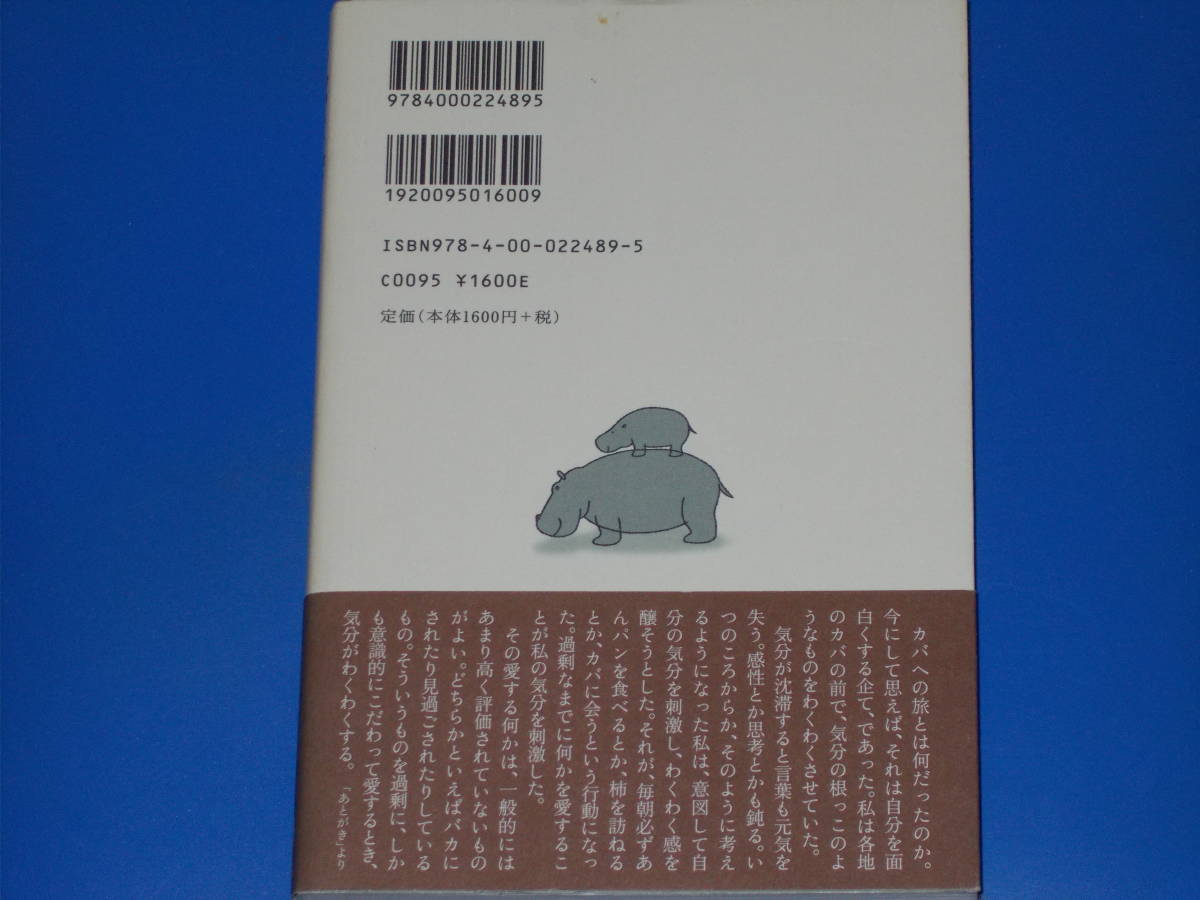 9784000224895
1920095016009
ISBN978-4-00-022489-5
C0095 ¥1600E
定価(本体1600円+税)
カバへの旅とは何だったのか。
今にして思えば、それは自分を面
白くする企て、であった。私は各地
のカバの前で、気分の根っこのよ
うなものをわくわくさせていた。
気分が沈滞すると言葉も元気を
失う。感性とか思考とかも鈍る。い
つのころからか、そのように考え
るようになった私は、意図して自
分の気分を刺激し、わくわく感を
醸そうとした。それが、毎朝必ずあ
んパンを食べるとか、柿を訪ねる
とか、カバに会うという行動になっ
た。過剰なまでに何かを愛するこ
とが私の気分を刺激した。
その愛する何かは、一般的には
あまり高く評価されていないもの
がよい。どちらかといえばバカに
されたり見過ごされたりしている
もの。そういうものを過剰に、しか
も意識的にこだわって愛するとき、
気分がわくわくする。 「あとがき」より